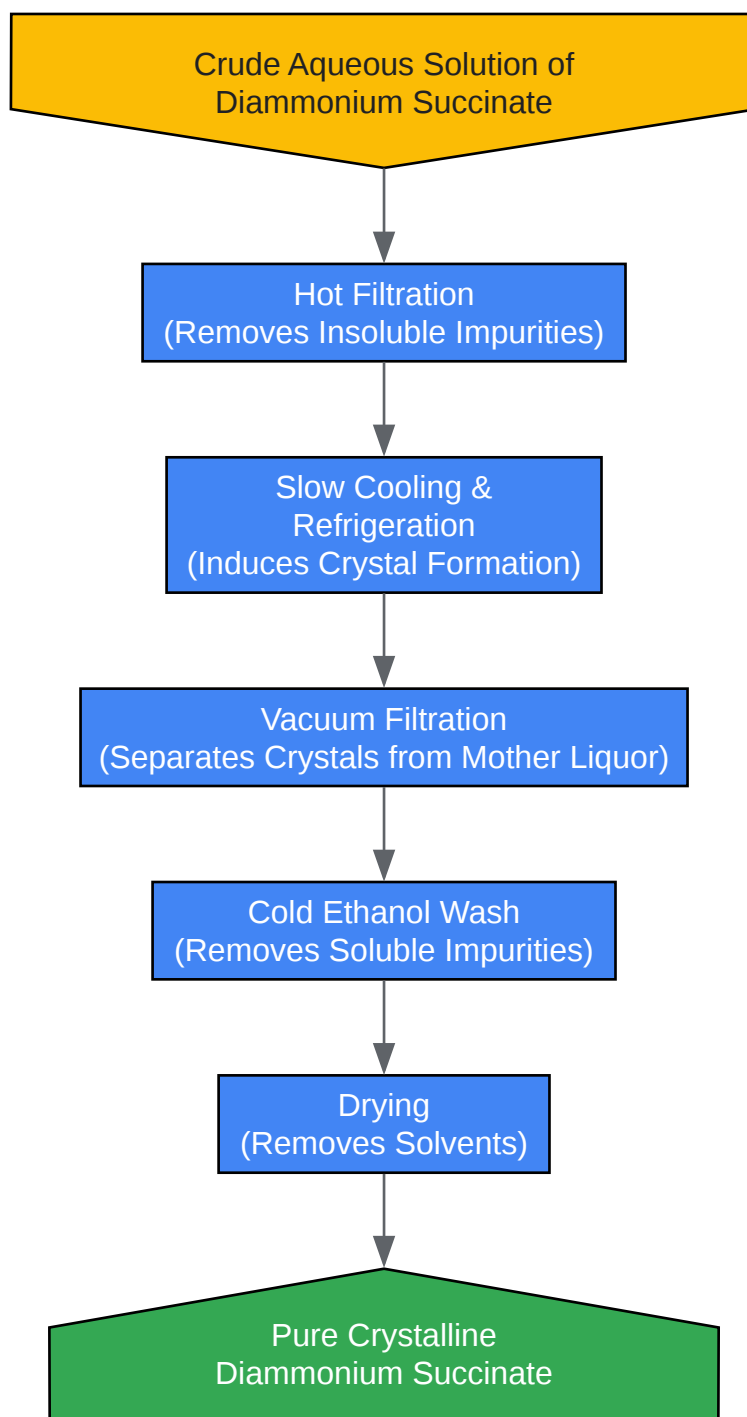 Crude Aqueous Solution of
Diammonium Succinate
Hot Filtration
(Removes Insoluble Impurities)
Slow Cooling &
Refrigeration
(Induces Crystal Formation)
Vacuum Filtration
(Separates Crystals from Mother Liquor)
Cold Ethanol Wash
(Removes Soluble Impurities)
Drying
(Removes Solvents)
Pure Crystalline
Diammonium Succinate